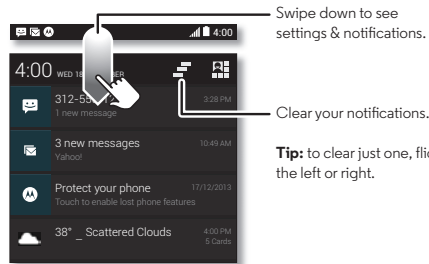 Swipe down to see
settings & notifications.
4:00
4:00 WED 18
3:28 PM
1 new message
Clear your notifications.
3 new messages 10:49 AM
Yahoo!
Tip: to clear just one,
the left or right.
Protect your phone 17/12/2013
Touch to enable lost phone features
38° _ Scattered Clouds 4:00 PM
5 Cards